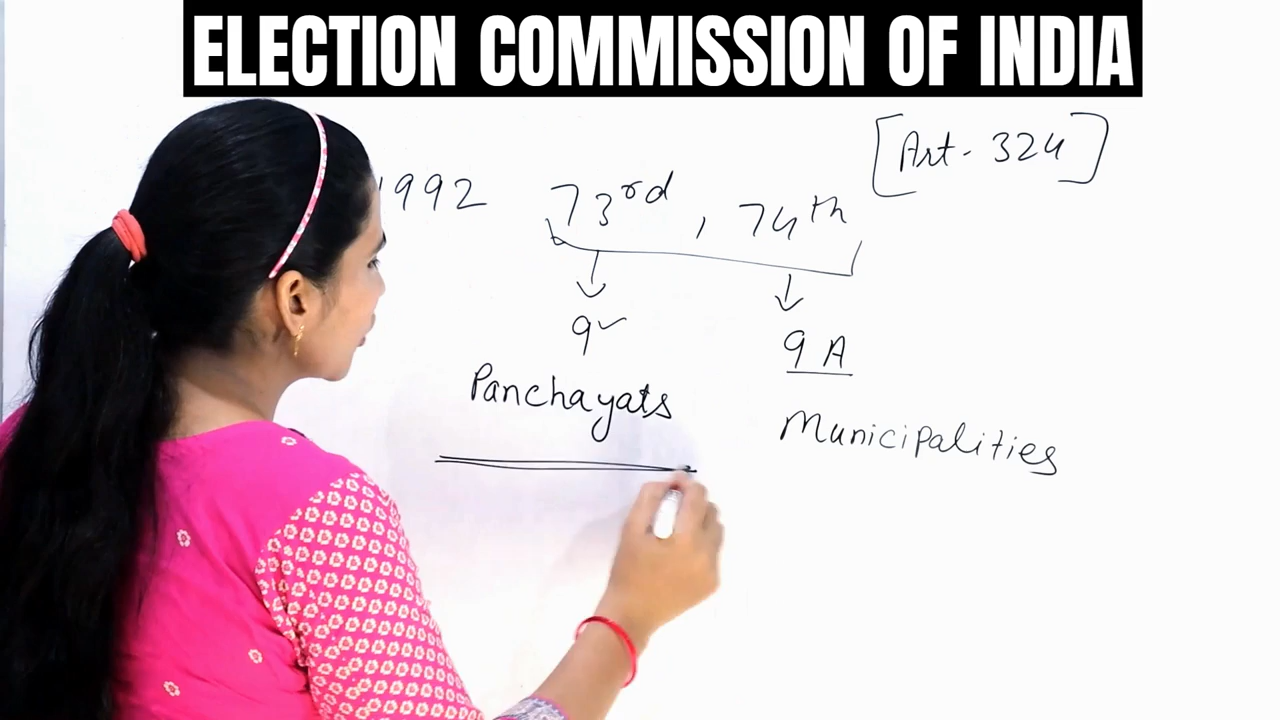 ELECTION COMMISSION OF INDIA
[Art. 324]
1992 73rd, 74th
9 9A
Panchayats Municipalities